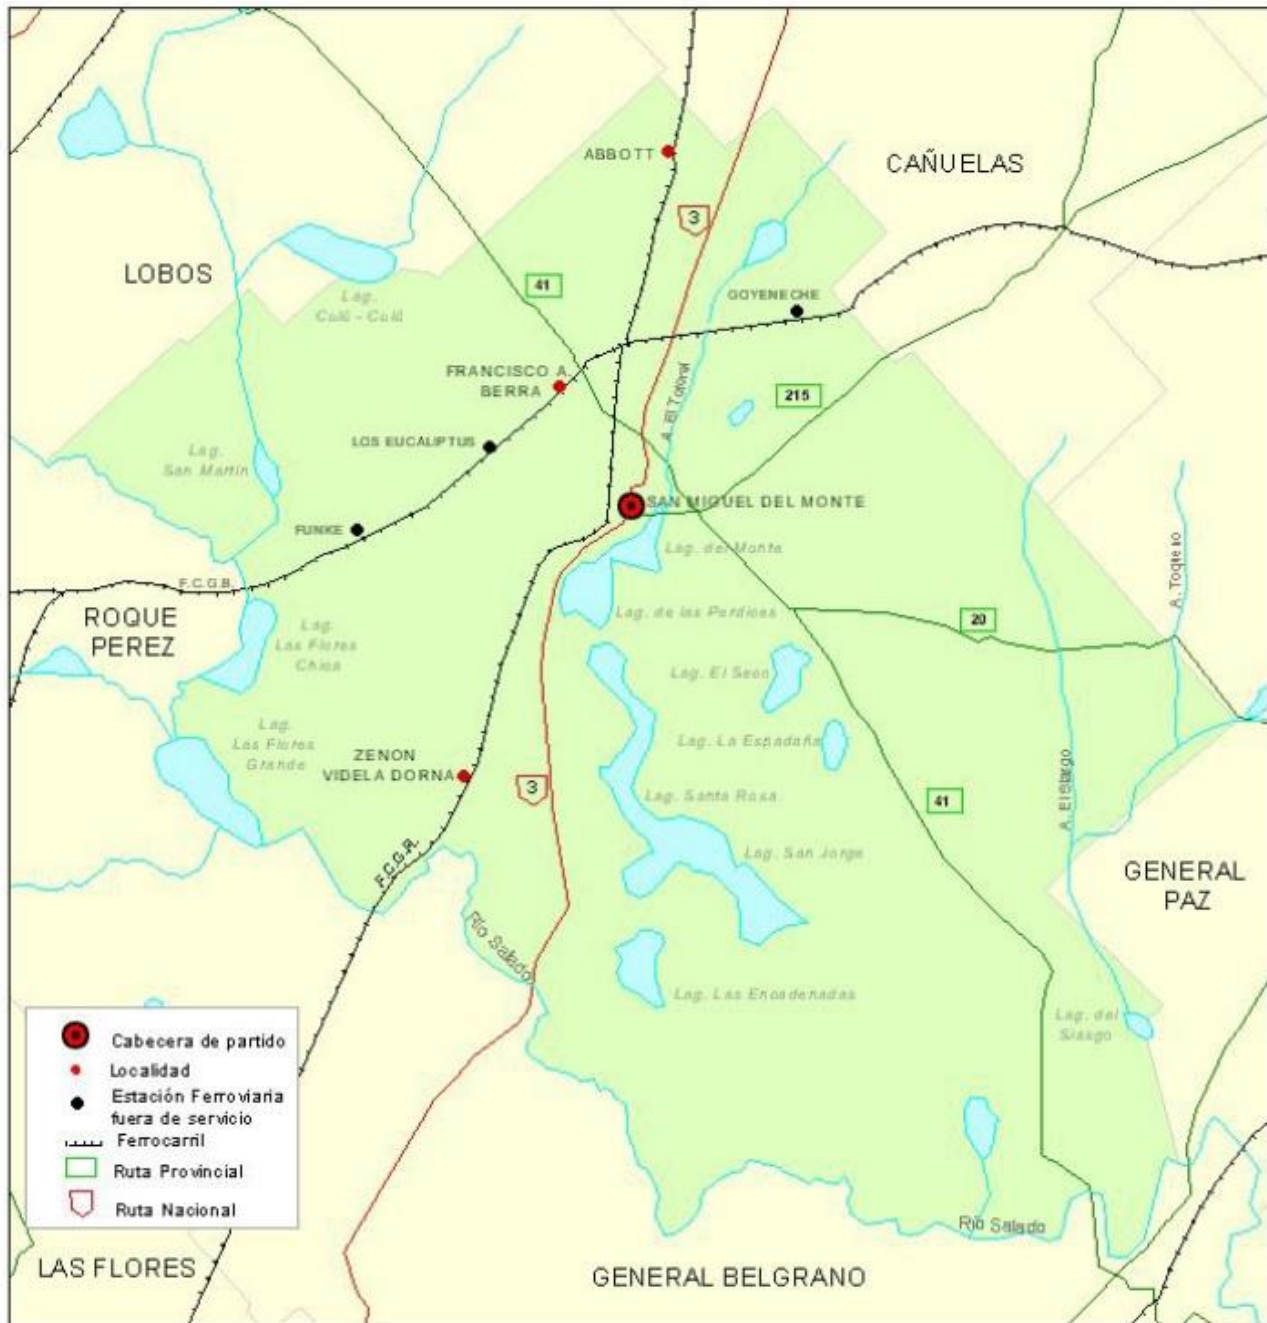 ABBOTT
CAÑUELAS
3
LOBOS
41
GOYENECHE
Lag.
Culú - Culú
FRANCISCO A.
BERRA
215
A. El Totoral
LOS EUCALIPTUS
Lag.
San Martín
SAN MIGUEL DEL MONTE
FUNKE
Lag. del Monte
A. Toqueno
F.C.G.B.
ROQUE
PEREZ
Lag. de las Perdices
20
Lag.
Las Flores
Chica
Lag. El Seco
Lag.
Las Flores
Grande
Lag. La Espadaña
ZENON
VIDELA DORNA
3
A. El Siasgo
Lag. Santa Rosa
41
F.C.G.R.
Lag. San Jorge
GENERAL
PAZ
Río Salado
Lag. Las Encadenadas
Lag. del
Siasgo
Cabecera de partido
Localidad
Estación Ferroviaria
fuera de servicio
Ferrocarril
Ruta Provincial
Ruta Nacional
Río Salado
LAS FLORES
GENERAL BELGRANO